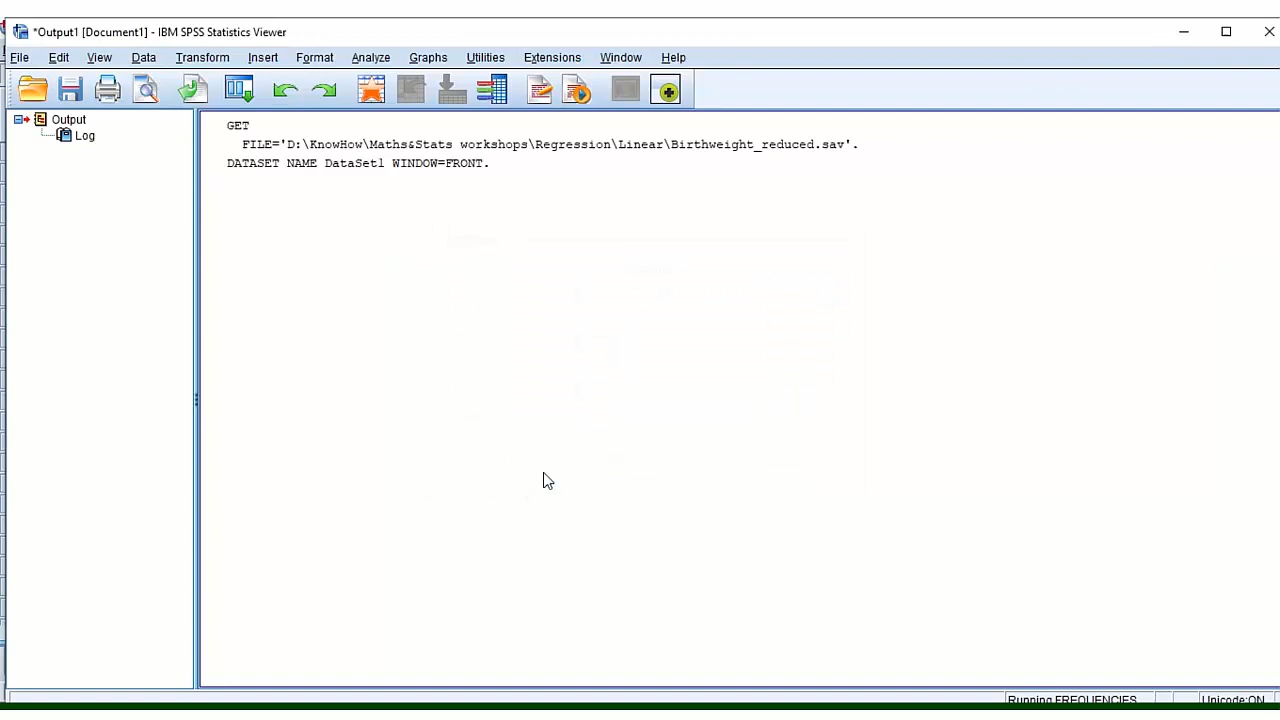 *Output1 [Document1] - IBM SPSS Statistics Viewer
File Edit View Data Transform Insert Format Analyze Graphs Utilities Extensions Window Help
Output
Log
GET
FILE='D:\KnowHow\Maths&Stats workshops\Regression\Linear\Birthweight_reduced.sav'.
DATASET NAME DataSet1 WINDOW=FRONT.
Running FREQUENCIES
Unicode:ON